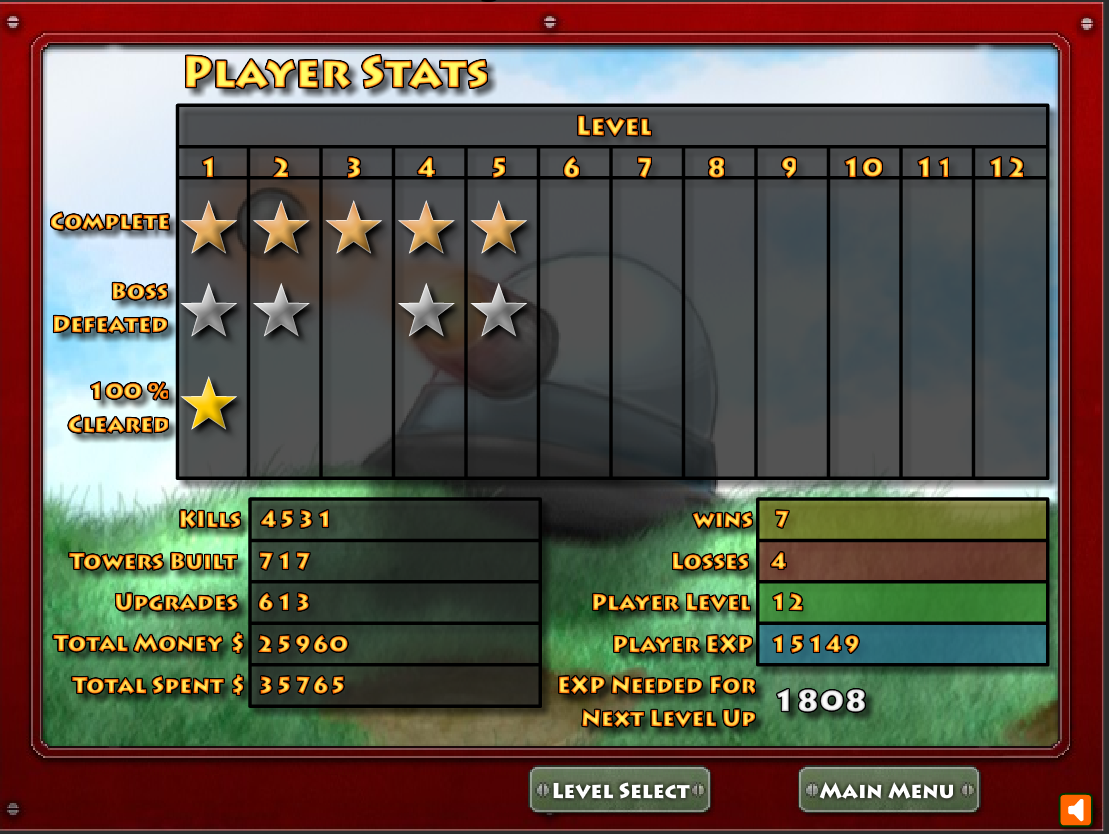 Player Stats
Level
1 2 3 4 5 6 7 8 9 10 11 12
Complete
Boss
Defeated
100 %
Cleared
Kills 4531
Towers Built 717
Upgrades 613
Total Money $ 25960
Total Spent $ 35765
wins 7
Losses 4
Player Level 12
Player EXP 15149
EXP Needed For
Next Level Up
1808
Level Select
Main Menu